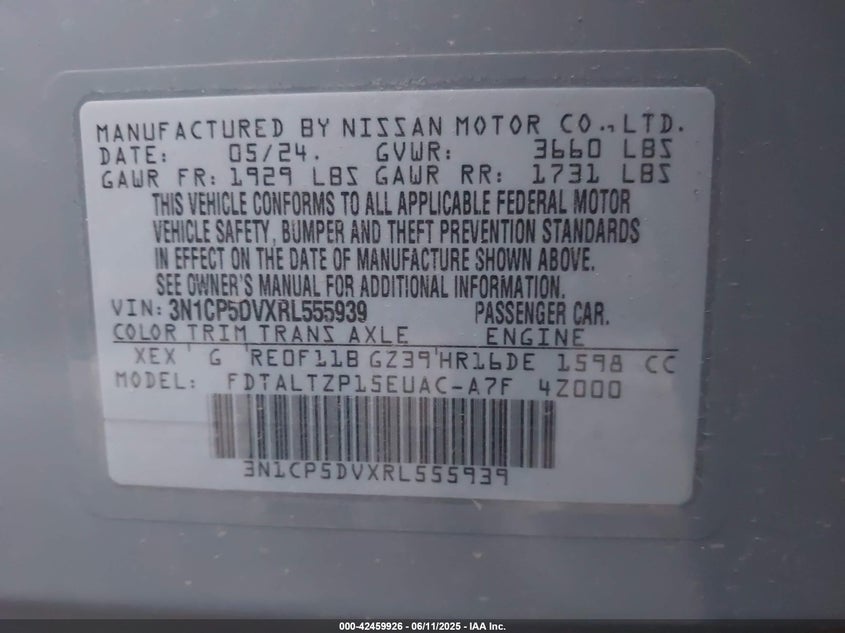 MANUFACTURED BY NISSAN MOTOR CO., LTD.
DATE: 05/24. GVWR: 3660 LBS
GAWR FR: 1929 LBS GAWR RR: 1731 LBS
THIS VEHICLE CONFORMS TO ALL APPLICABLE FEDERAL MOTOR
VEHICLE SAFETY, BUMPER AND THEFT PREVENTION STANDARDS
IN EFFECT ON THE DATE OF MANUFACTURE SHOWN ABOVE.
SEE OWNER'S MANUAL FOR ADDITIONAL INFORMATION.
VIN: 3N1CP5DVXRL555939 PASSENGER CAR.
COLOR TRIM TRANS AXLE ENGINE
XEX G RE0F11B GZ39 HR16DE 1598 CC
MODEL: FDTALTZP15EUAC-A7F 4Z000
3N1CP5DVXRL555939
000-42459926 - 06/11/2025 - IAA Inc.